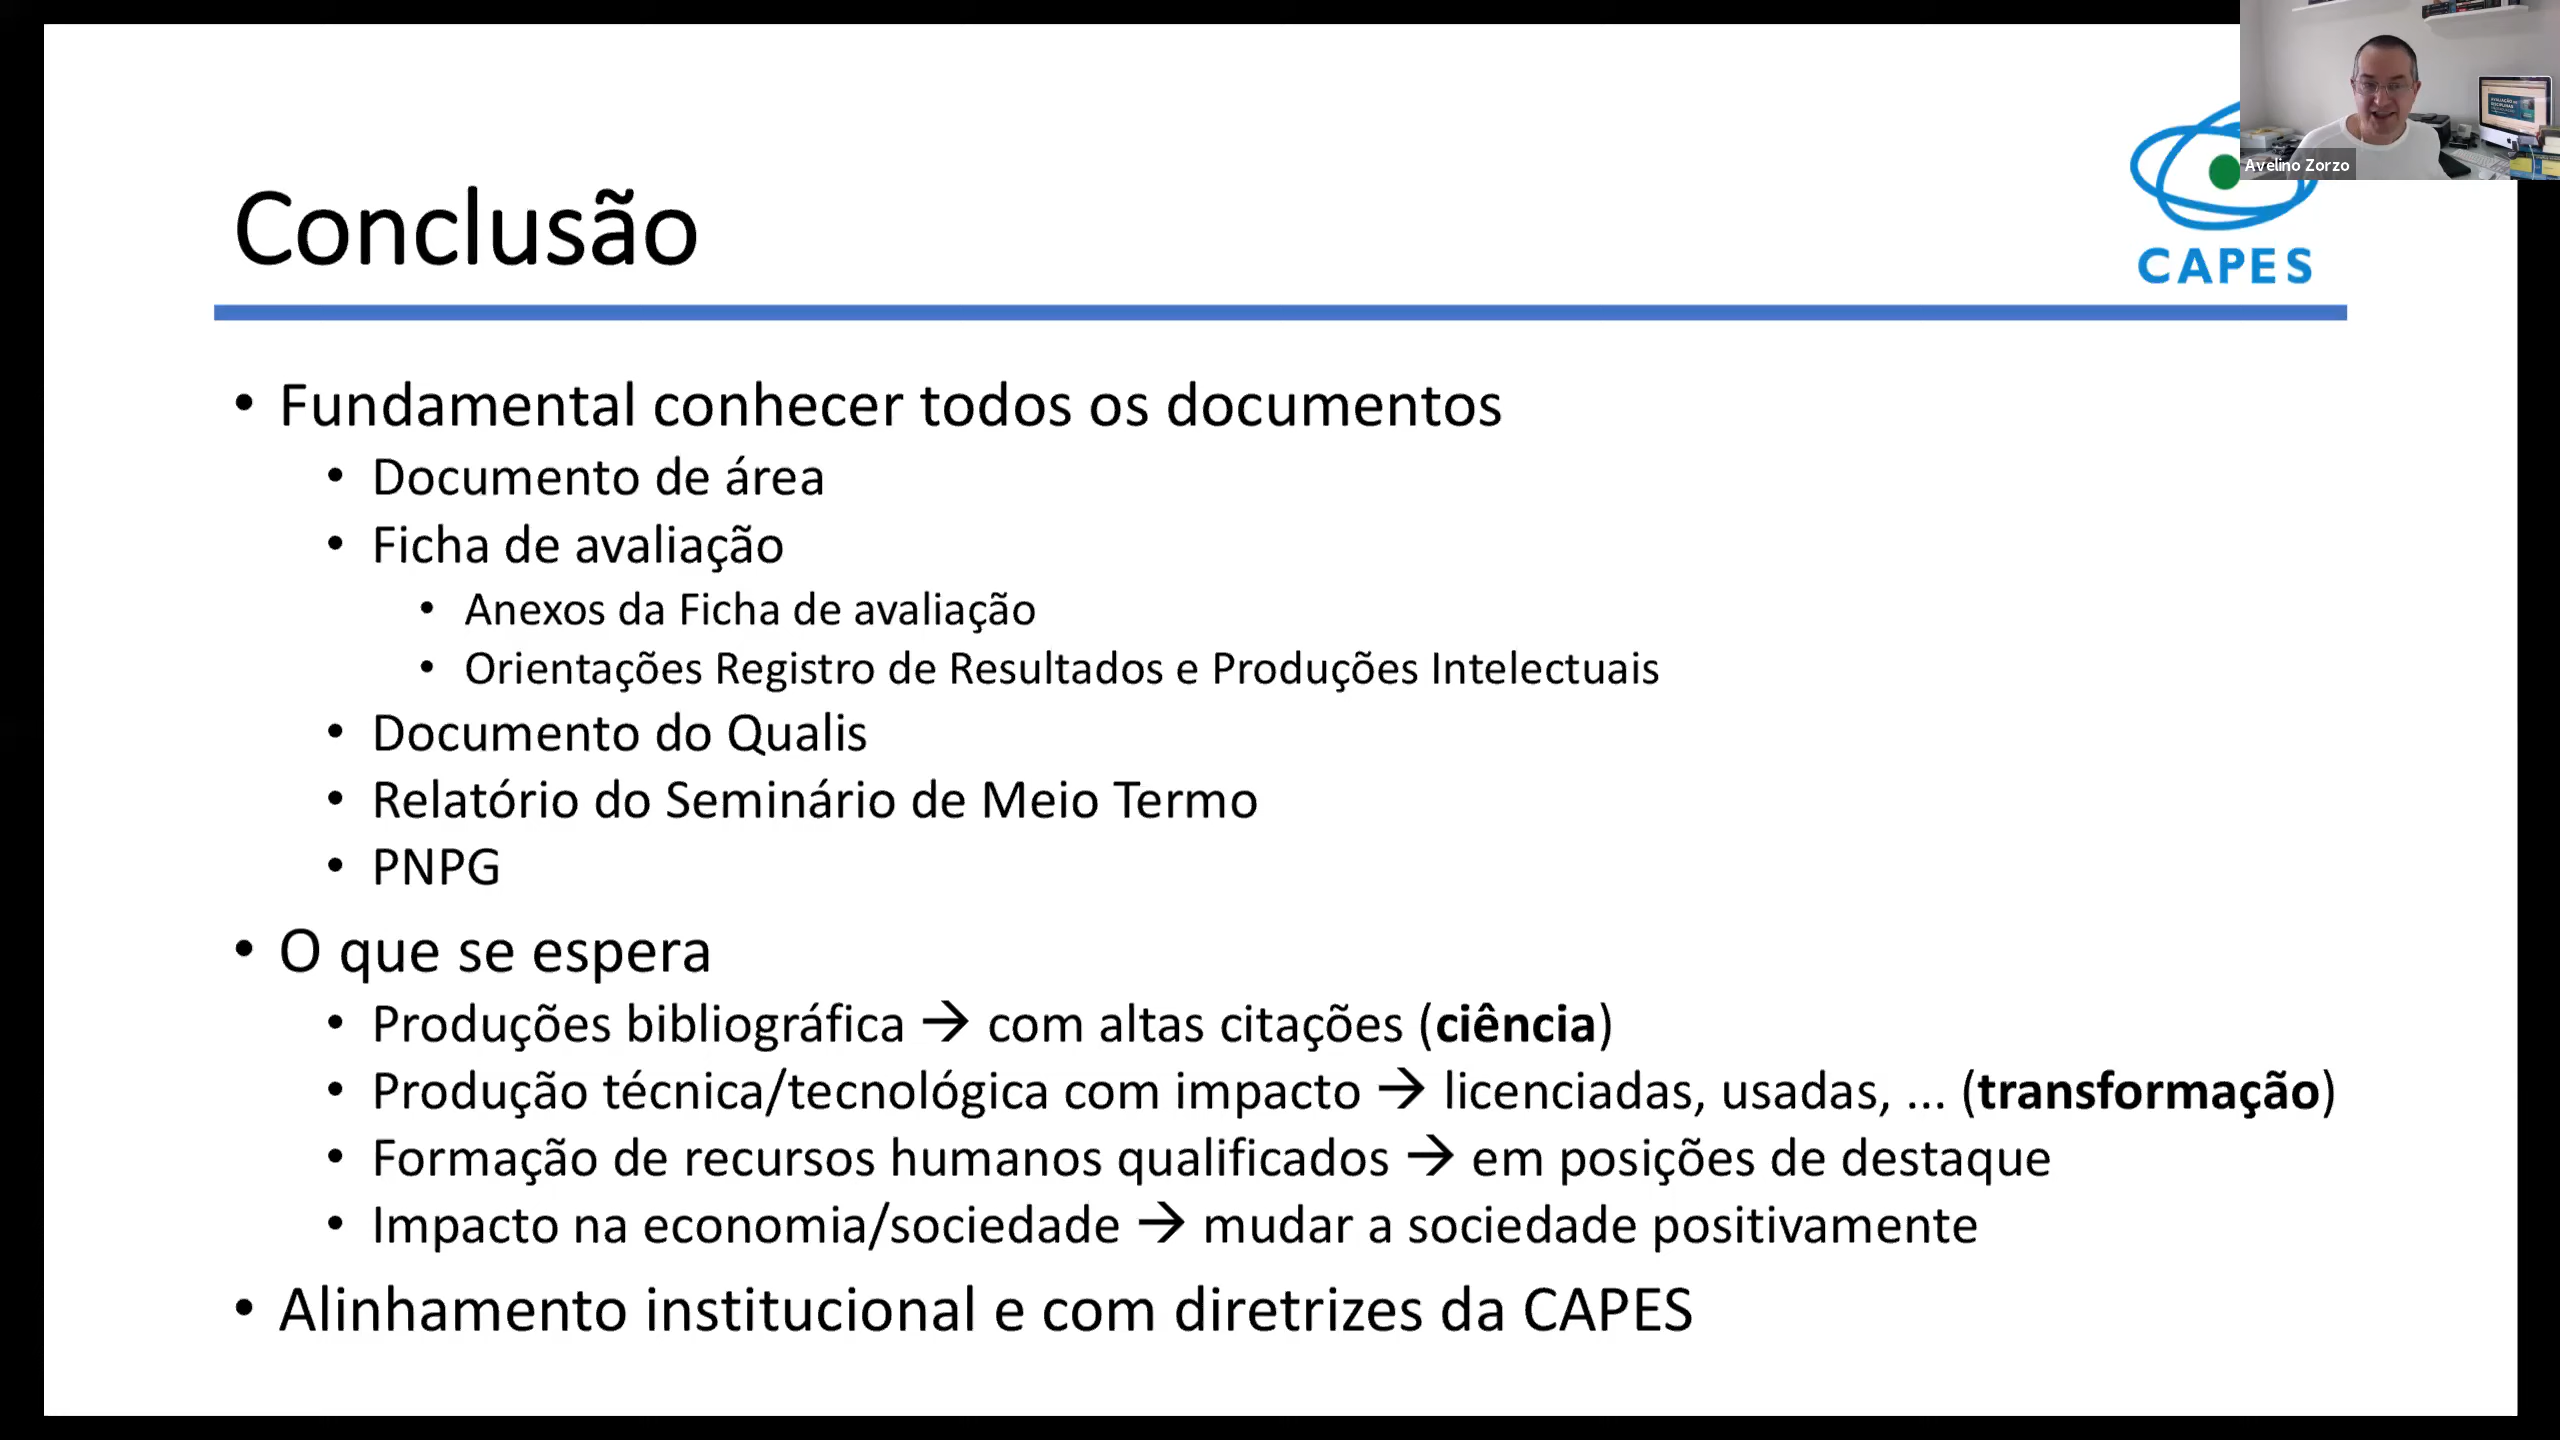 Avelino Zorzo
Conclusão
CAPES
• Fundamental conhecer todos os documentos
• Documento de área
• Ficha de avaliação
• Anexos da Ficha de avaliação
• Orientações Registro de Resultados e Produções Intelectuais
• Documento do Qualis
• Relatório do Seminário de Meio Termo
• PNPG
• O que se espera
• Produções bibliográfica → com altas citações (ciência)
• Produção técnica/tecnológica com impacto → licenciadas, usadas, ... (transformação)
• Formação de recursos humanos qualificados → em posições de destaque
• Impacto na economia/sociedade → mudar a sociedade positivamente
• Alinhamento institucional e com diretrizes da CAPES